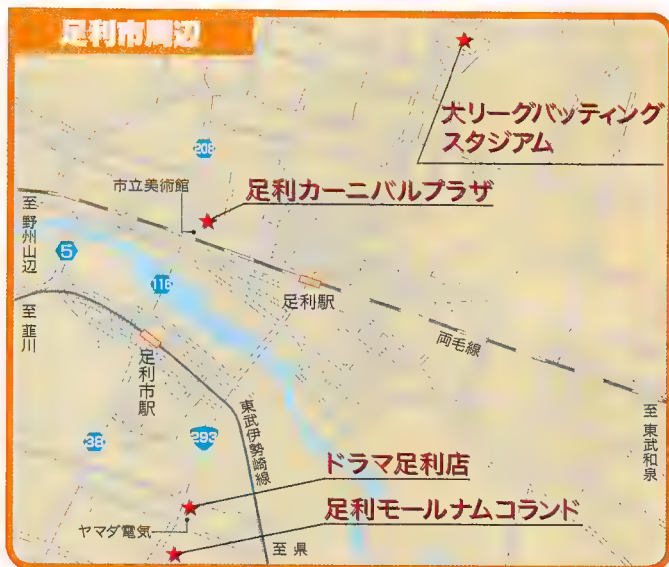 足利市周辺
大リーグバッティング
スタジアム
208
市立美術館
足利カーニバルプラザ
至 野州山辺
5
116
足利駅
至 韮川
両毛線
足利市駅
東武伊勢崎線
至 東武和泉
38
293
ドラマ足利店
ヤマダ電気
足利モールナムコランド
至 県